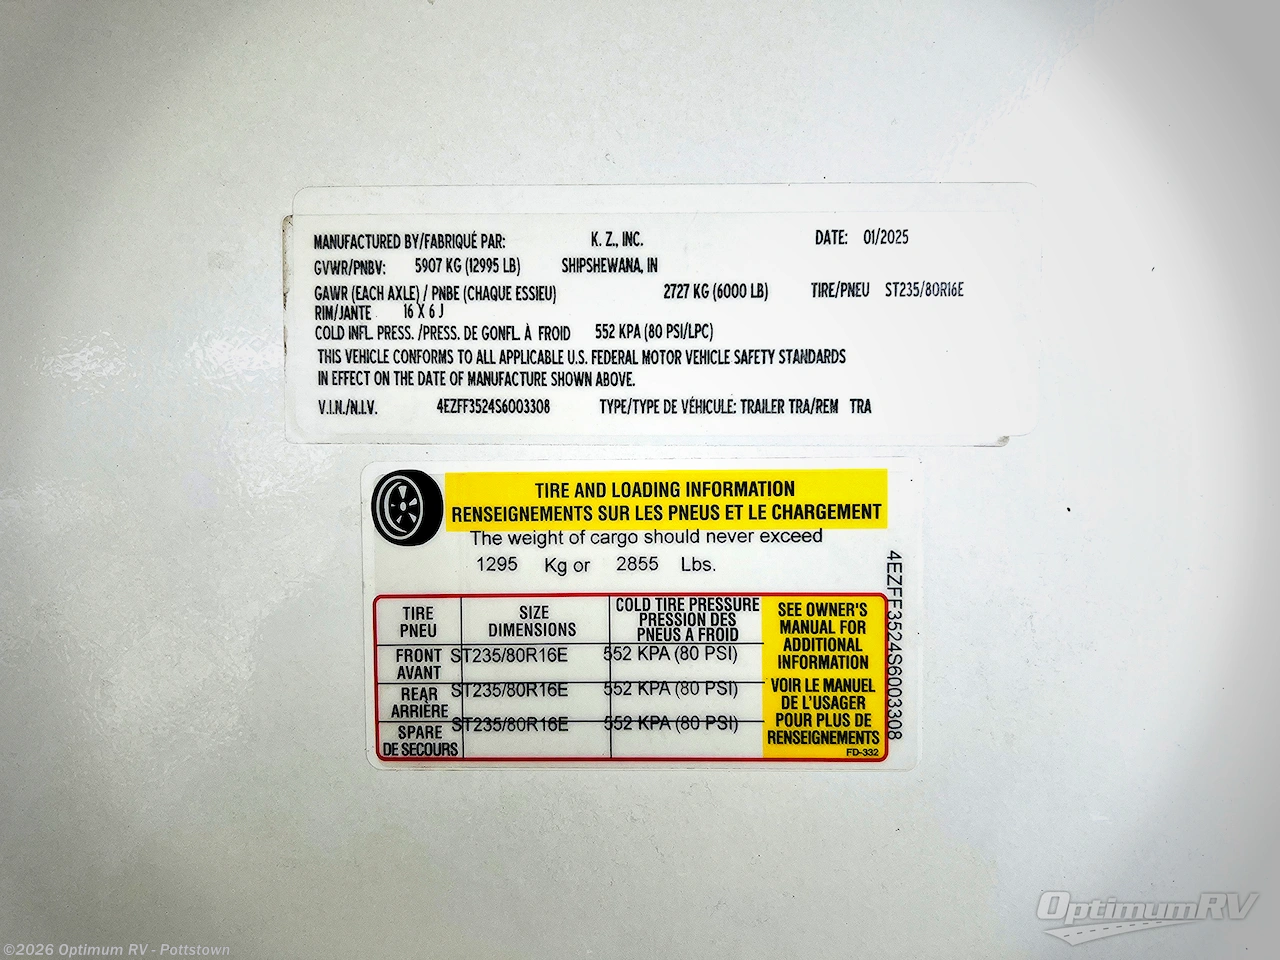 MANUFACTURED BY/FABRIQUÉ PAR: K. Z., INC. DATE: 01/2025
GVWR/PNBV: 5907 KG (12995 LB) SHIPSHEWANA, IN
GAWR (EACH AXLE) / PNBE (CHAQUE ESSIEU) 2727 KG (6000 LB) TIRE/PNEU ST235/80R16E
RIM/JANTE 16 X 6 J
COLD INFL. PRESS. /PRESS. DE GONFL. À FROID 552 KPA (80 PSI/LPC)
THIS VEHICLE CONFORMS TO ALL APPLICABLE U.S. FEDERAL MOTOR VEHICLE SAFETY STANDARDS
IN EFFECT ON THE DATE OF MANUFACTURE SHOWN ABOVE.
V.I.N./N.I.V. 4EZFF3524S6003308 TYPE/TYPE DE VÉHICULE: TRAILER TRA/REM TRA
TIRE AND LOADING INFORMATION
RENSEIGNEMENTS SUR LES PNEUS ET LE CHARGEMENT
The weight of cargo should never exceed
1295 Kg or 2855 Lbs.
TIRE
PNEU
SIZE
DIMENSIONS
COLD TIRE PRESSURE
PRESSION DES
PNEUS A FROID
FRONT
AVANT
ST235/80R16E
552 KPA (80 PSI)
REAR
ARRIÈRE
ST235/80R16E
552 KPA (80 PSI)
SPARE
DE SECOURS
ST235/80R16E
552 KPA (80 PSI)
SEE OWNER'S
MANUAL FOR
ADDITIONAL
INFORMATION
VOIR LE MANUEL
DE L'USAGER
POUR PLUS DE
RENSEIGNEMENTS
FD-332
4EZFF3524S6003308
OptimumRV
©2026 Optimum RV - Pottstown